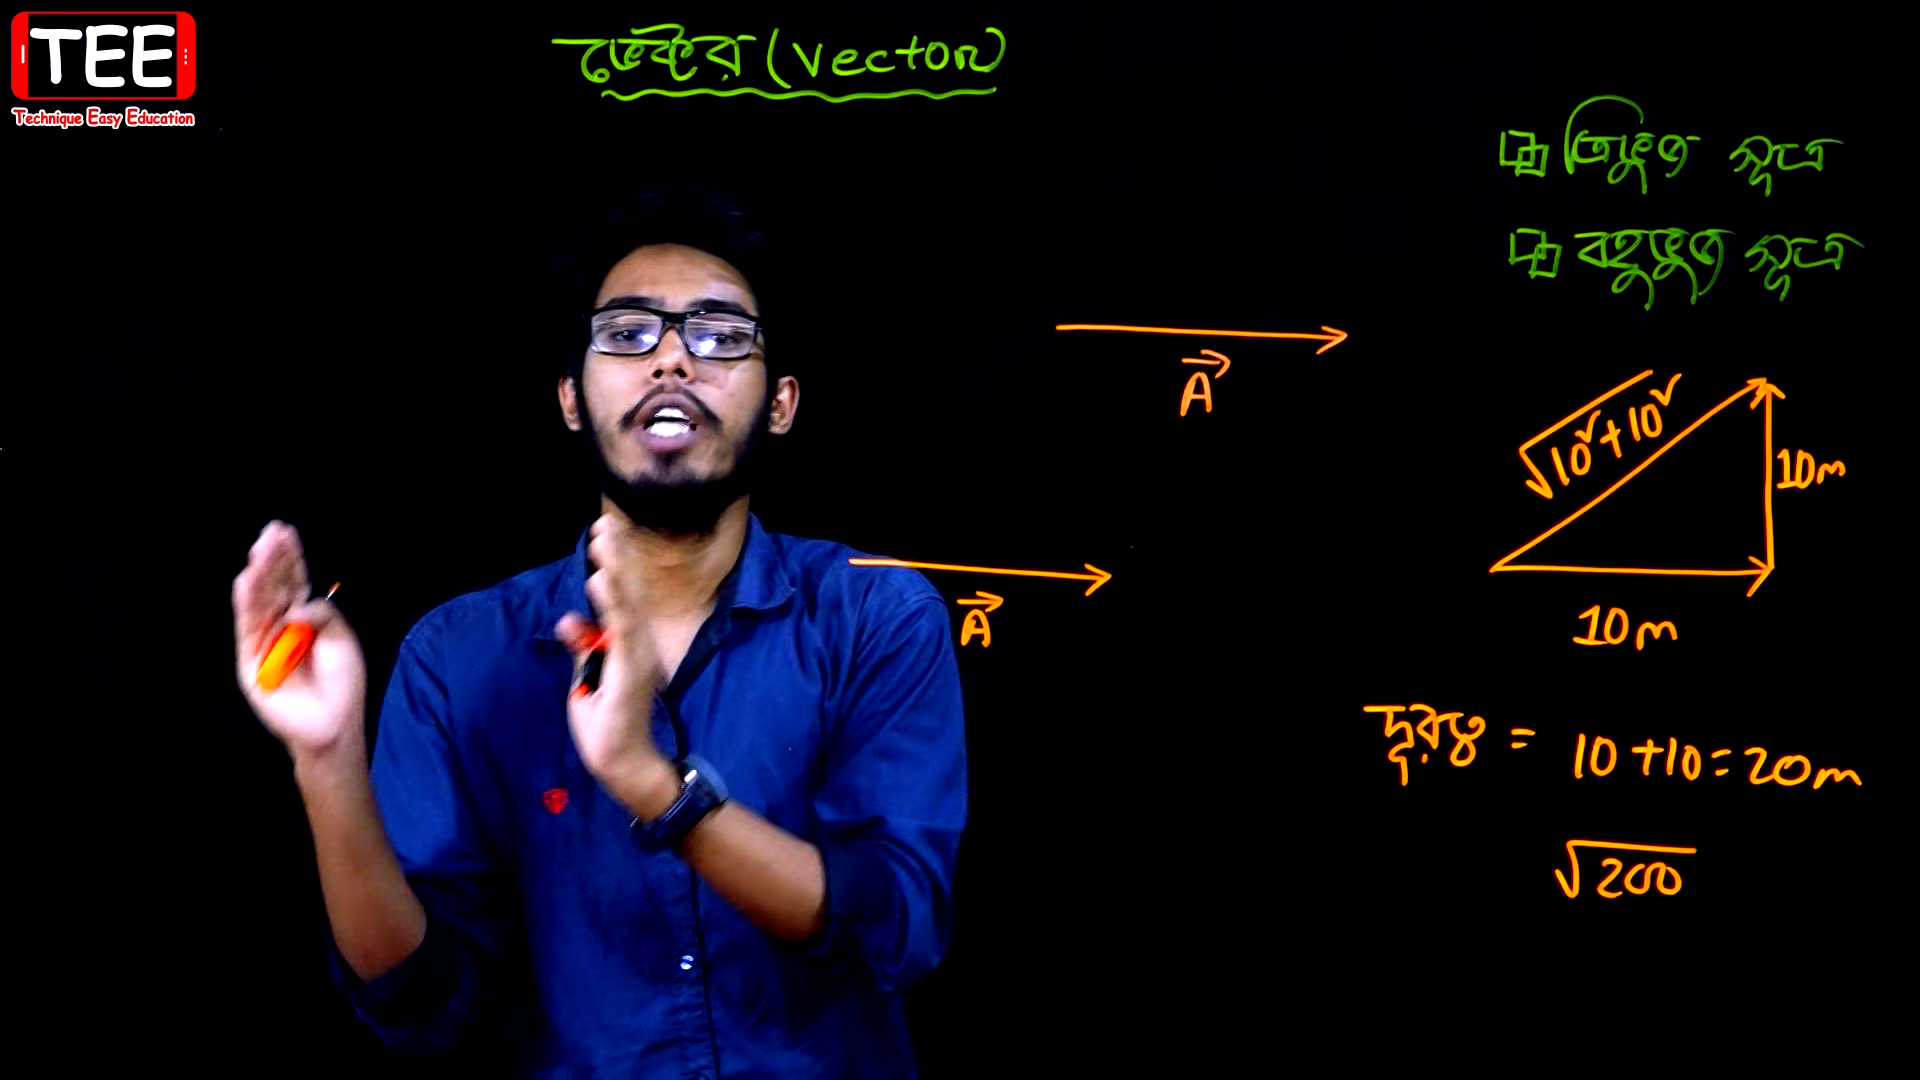 TEE
Technique Easy Education
ভেক্টর (Vector)
ত্রিভুজ সূত্র
বহুভুজ সূত্র
A
√10²+10²
10m
A
10m
দূরত্ব = 10+10=20m
√200